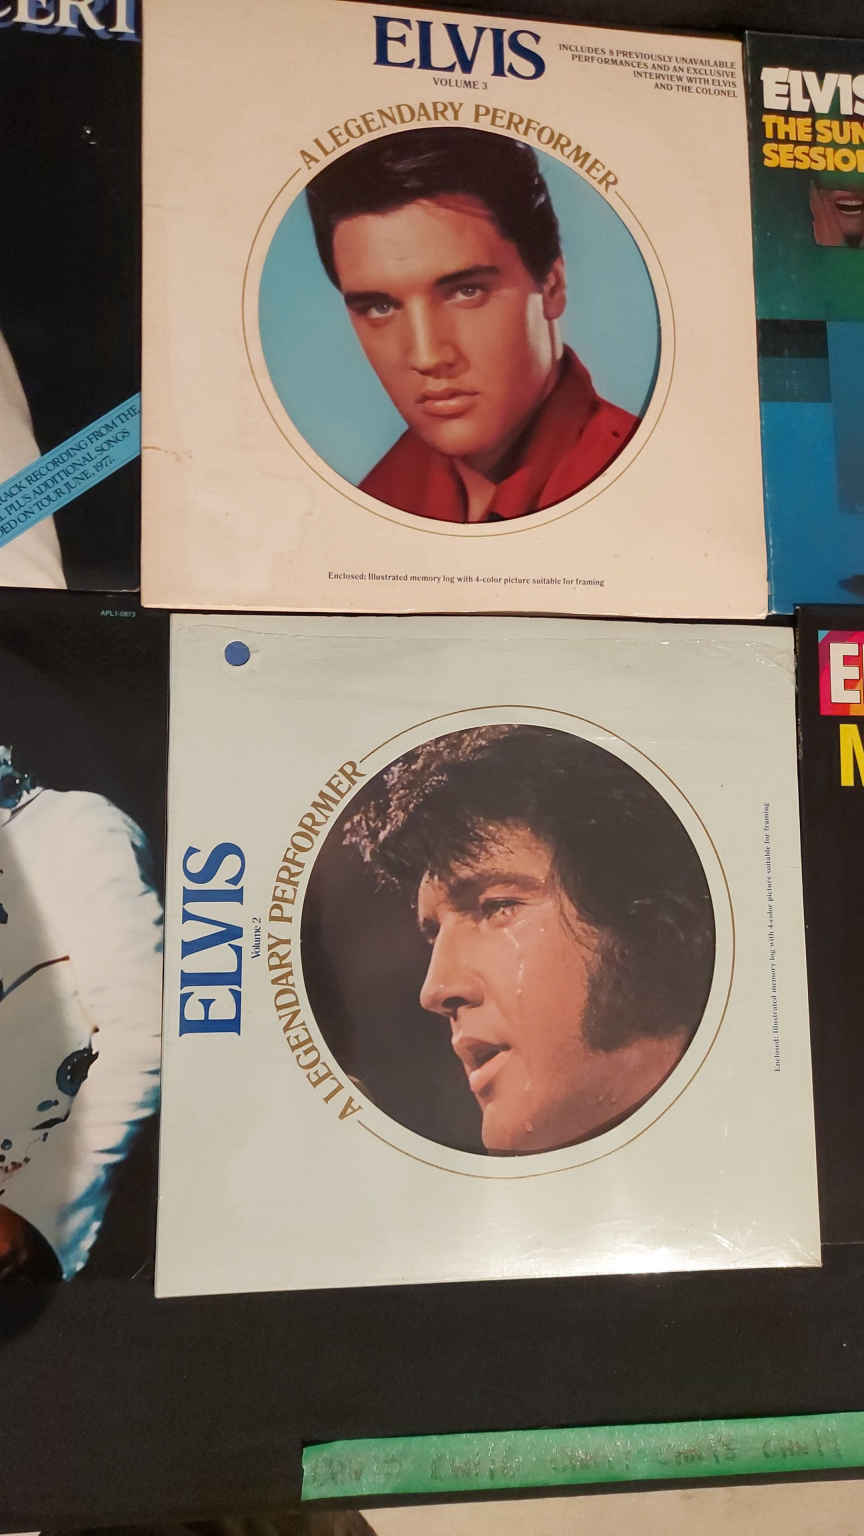 ELVIS
VOLUME 3
INCLUDES 8 PREVIOUSLY UNAVAILABLE
PERFORMANCES AND AN EXCLUSIVE
INTERVIEW WITH ELVIS
AND THE COLONEL
A LEGENDARY PERFORMER
Enclosed: Illustrated memory log with 4-color picture suitable for framing
ELVIS
THE SUN
RECORDING FROM THE
PLUS ADDITIONAL SONGS
ON TOUR JUNE, 1977.
APL1-0873
ELVIS
Volume 2
A LEGENDARY PERFORMER
Enclosed: Illustrated memory log with 4-color picture suitable for framing